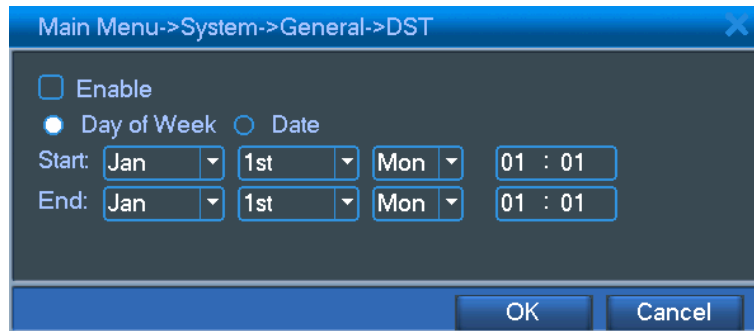 Main Menu->System->General->DST
Enable
Day of Week Date
Start: Jan 1st Mon 01 : 01
End: Jan 1st Mon 01 : 01
OK Cancel